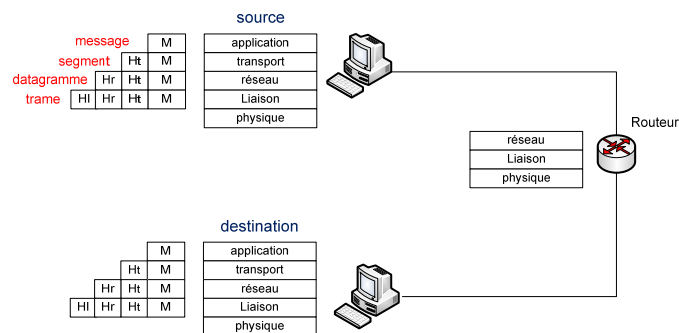 source
message M application
segment Ht M transport
datagramme Hr Ht M réseau
trame Hl Hr Ht M Liaison
physique
Routeur
réseau
Liaison
physique
destination
M application
Ht M transport
Hr Ht M réseau
Hl Hr Ht M Liaison
physique